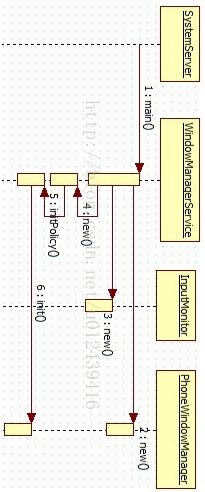 SystemServer
WindowManagerService
InputMonitor
PhoneWindowManager
1 : main()
2 : new()
3 : new()
4 : new()
5 : initPolicy()
6 : init()